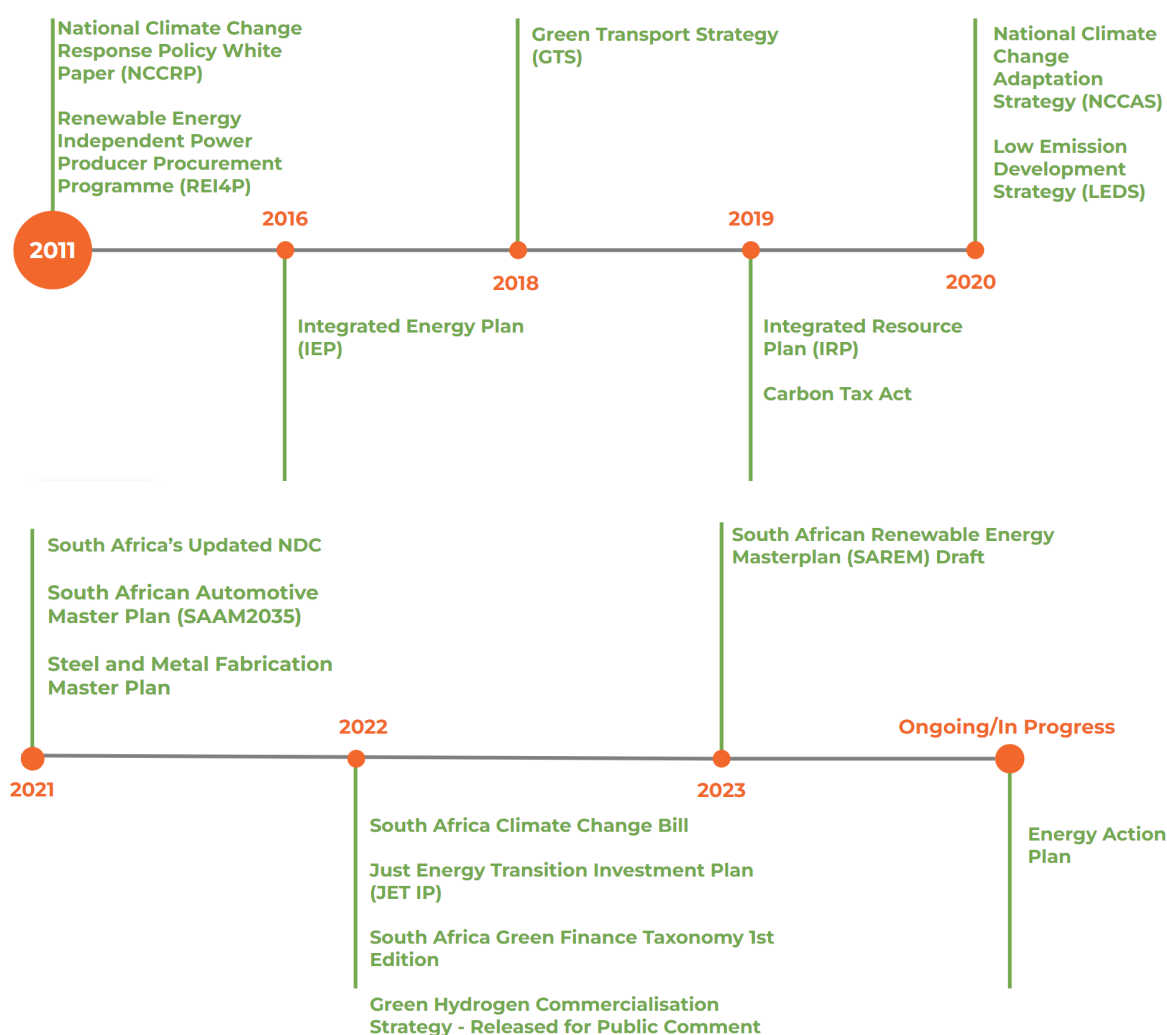 National Climate Change
Response Policy White
Paper (NCCRP)
Renewable Energy
Independent Power
Producer Procurement
Programme (REI4P)
2011
2016
Integrated Energy Plan
(IEP)
Green Transport Strategy
(GTS)
2018
2019
Integrated Resource
Plan (IRP)
Carbon Tax Act
National Climate
Change
Adaptation
Strategy (NCCAS)
Low Emission
Development
Strategy (LEDS)
2020
South Africa’s Updated NDC
South African Automotive
Master Plan (SAAM2035)
Steel and Metal Fabrication
Master Plan
2021
2022
South Africa Climate Change Bill
Just Energy Transition Investment Plan
(JET IP)
South Africa Green Finance Taxonomy 1st
Edition
Green Hydrogen Commercialisation
Strategy - Released for Public Comment
South African Renewable Energy
Masterplan (SAREM) Draft
2023
Ongoing/In Progress
Energy Action
Plan